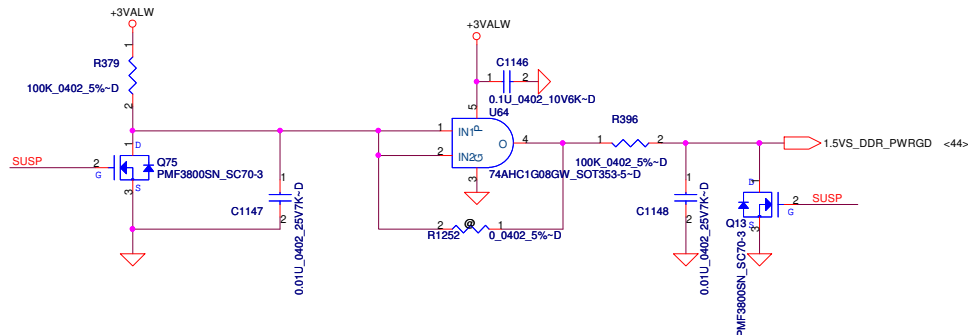 +3VALW
+3VALW
1
R379
100K_0402_5%~D
2
C1146
1
2
0.1U_0402_10V6K~D
U64
5
1
IN1
P
2
IN2
G
O
4
3
74AHC1G08GW_SOT353-5~D
R396
1
2
100K_0402_5%~D
1.5VS_DDR_PWRGD <44>
SUSP
2
G
1
D
S
3
Q75
PMF3800SN_SC70-3
1
C1147
2
0.01U_0402_25V7K~D
2
@
1
R1252
0_0402_5%~D
1
C1148
2
0.01U_0402_25V7K~D
1
D
S
3
Q13
PMF3800SN_SC70-3
2
G
SUSP